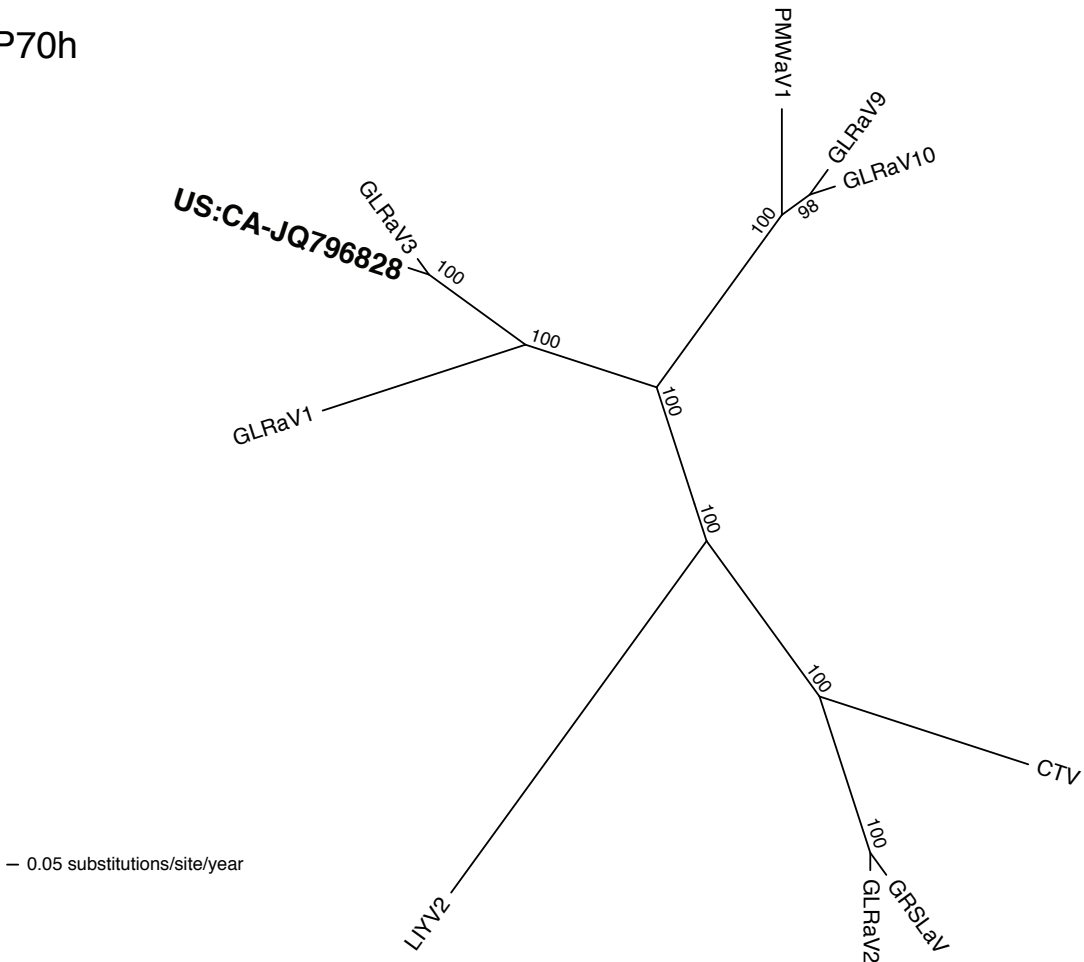 P70h
PMWaV1
GLRaV9
GLRaV10
100
98
US:CA-JQ796828
GLRaV3
100
100
GLRaV1
100
100
100
CTV
100
GLRaV2
GRSLaV
LIYV2
0.05 substitutions/site/year